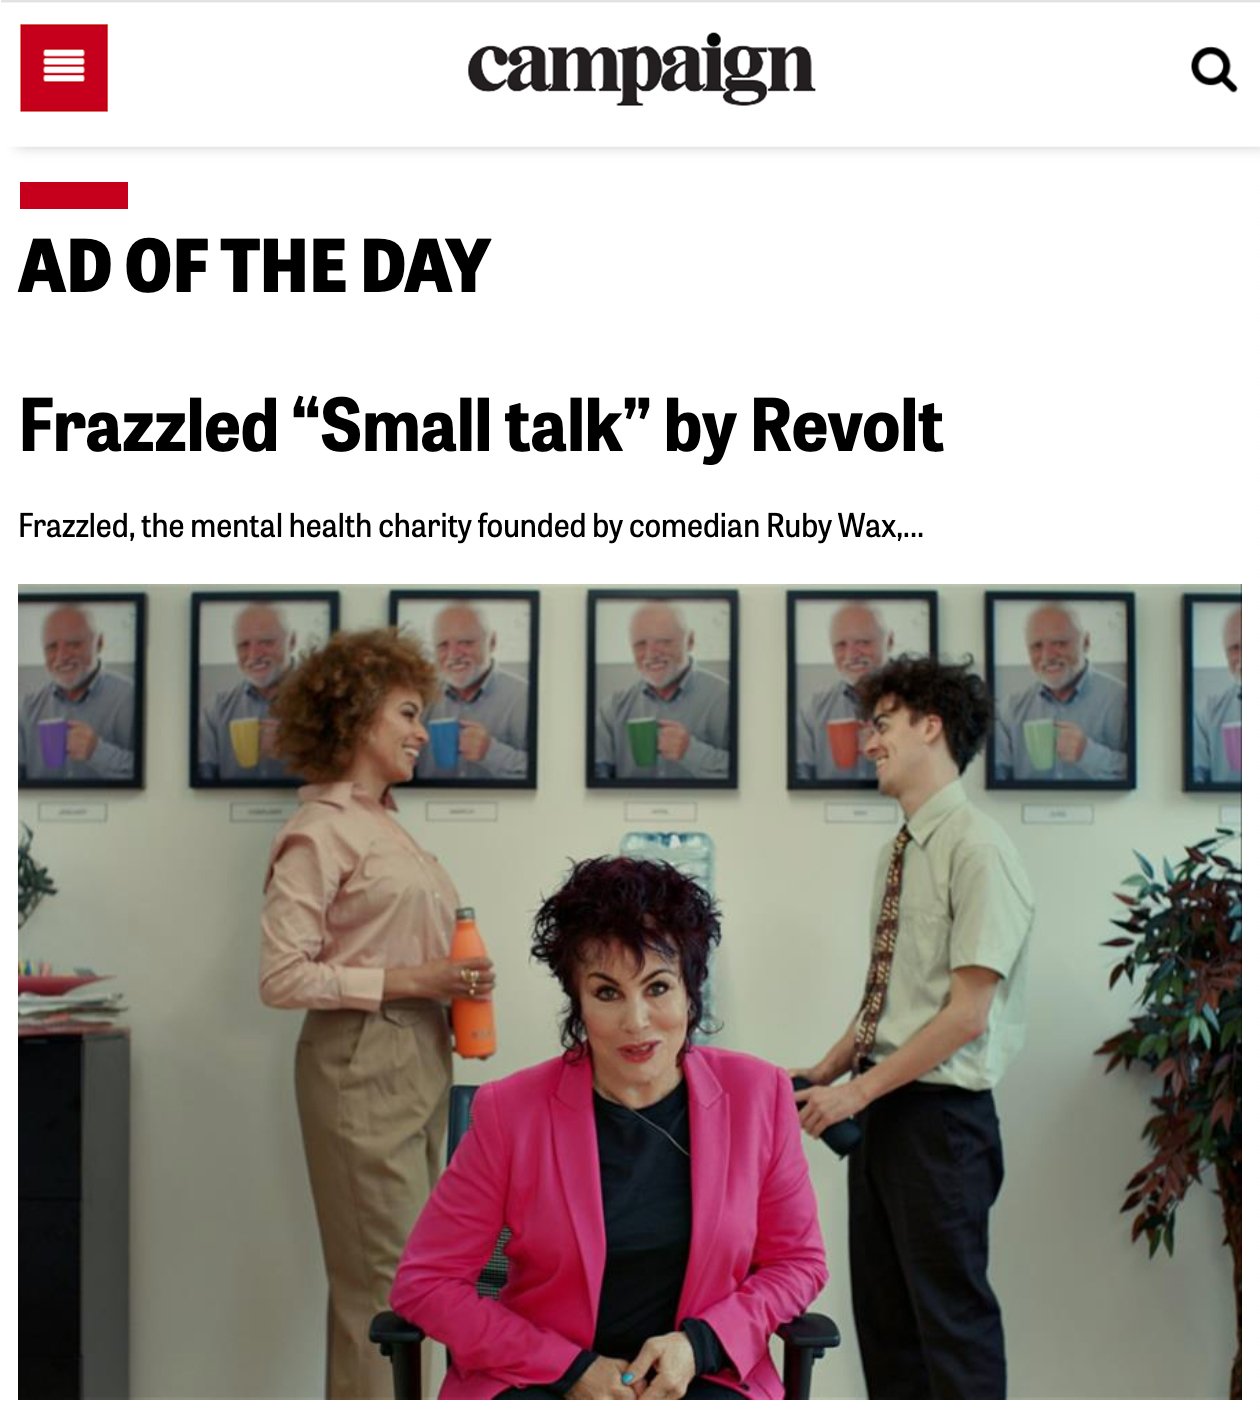 campaign
AD OF THE DAY
Frazzled “Small talk” by Revolt
Frazzled, the mental health charity founded by comedian Ruby Wax,...